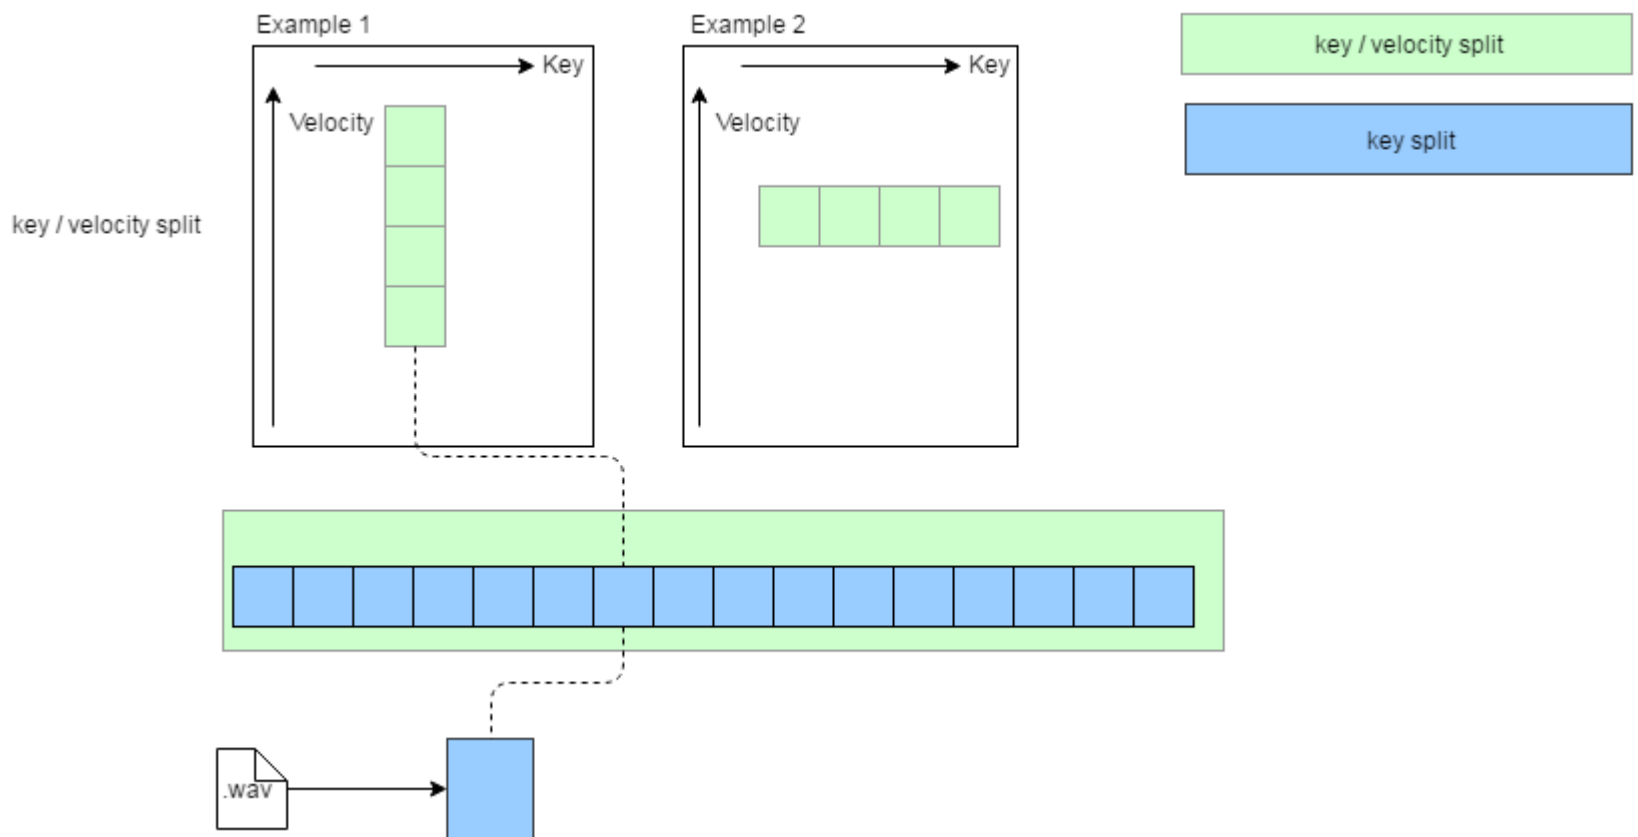 Example 1
Example 2
key / velocity split
Key
Key
Velocity
Velocity
key split
key / velocity split
.wav